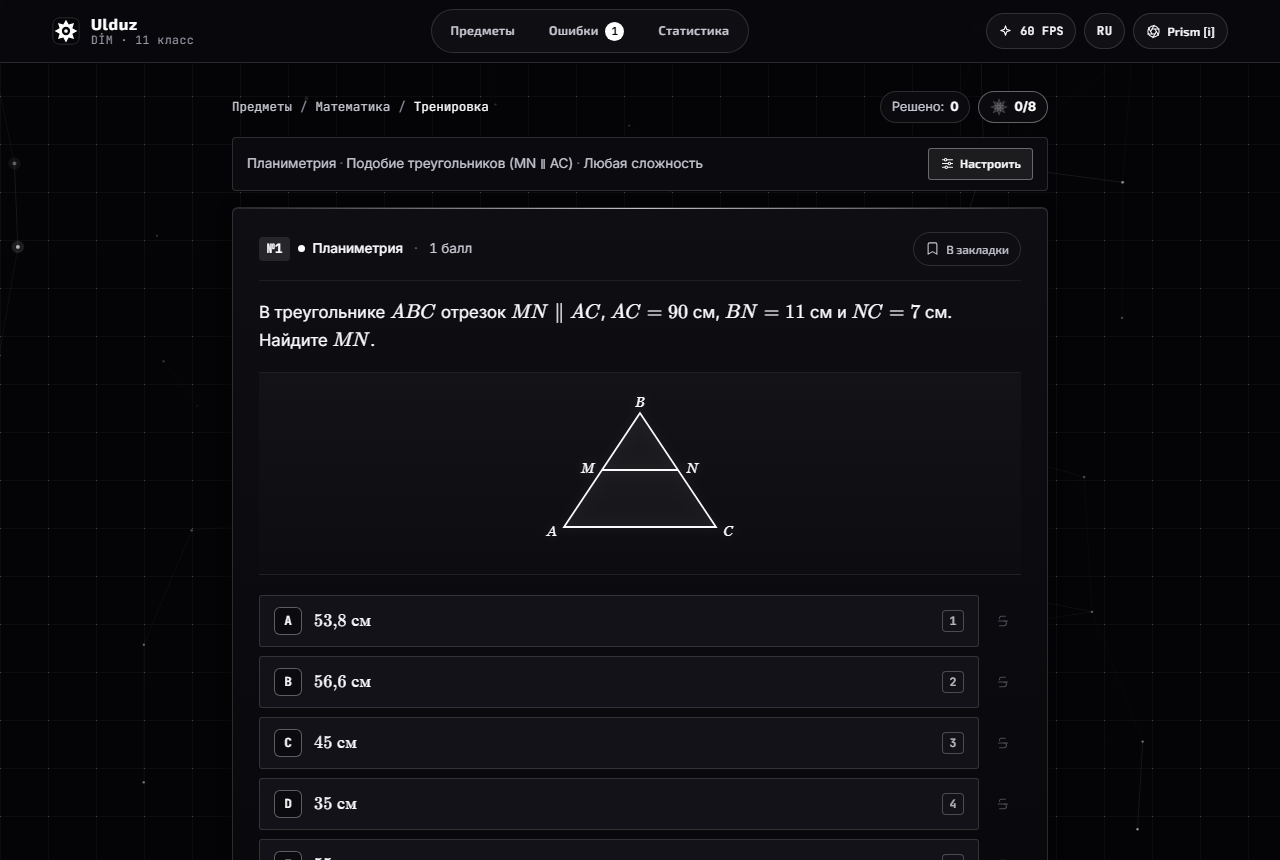 Ulduz
DİM · 11 класс
Предметы
Ошибки 1
Статистика
60 FPS
RU
Prism [i]
Предметы / Математика / Тренировка
Решено: 0
0/8
Планиметрия · Подобие треугольников (MN ∥ AC) · Любая сложность
Настроить
№1
Планиметрия · 1 балл
В закладки
В треугольнике ABC отрезок MN ∥ AC, AC = 90 см, BN = 11 см и NC = 7 см.
Найдите MN.
B
M N
A C
A 53,8 см 1
B 56,6 см 2
C 45 см 3
D 35 см 4